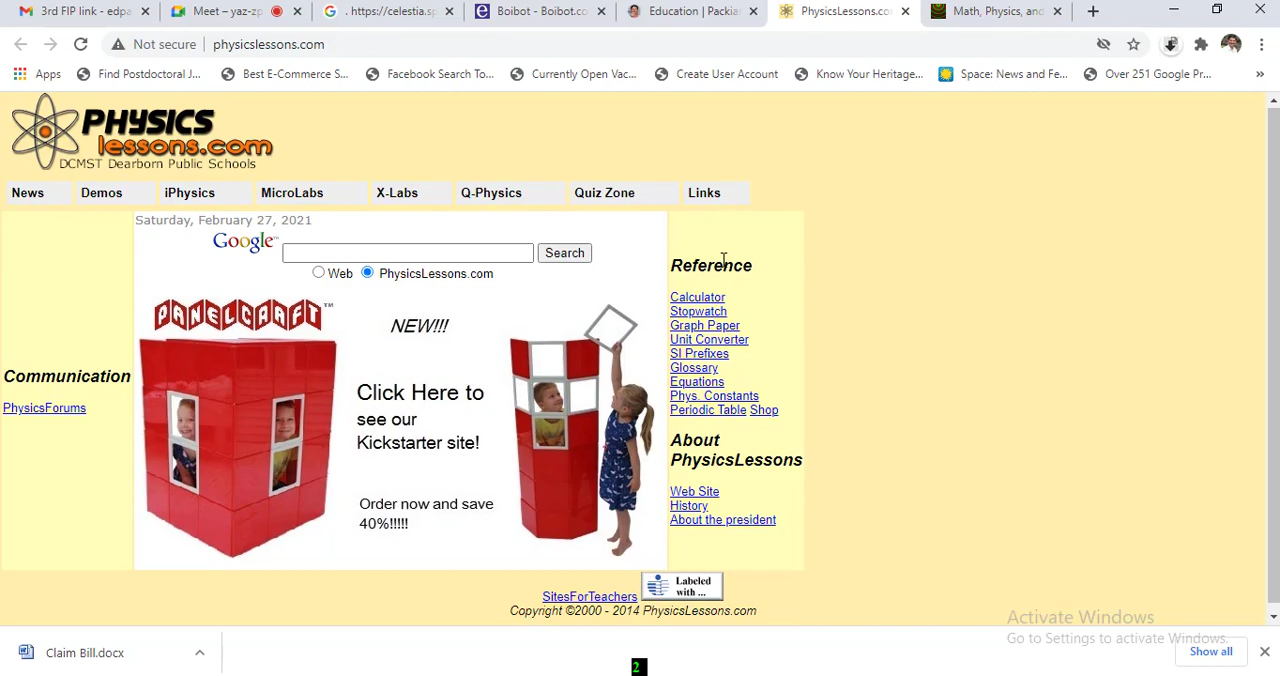 3rd FIP link - edpa
Meet – yaz-zp
. https://celestia.sp
Boibot - Boibot.co
Education | Packia
PhysicsLessons.co
Math, Physics, and
Not secure
physicslessons.com
Apps
Find Postdoctoral J...
Best E-Commerce S...
Facebook Search To...
Currently Open Vac...
Create User Account
Know Your Heritage...
Space: News and Fe...
Over 251 Google Pr...
»
PHYSICS
lessons.com
DCMST Dearborn Public Schools
News
Demos
iPhysics
MicroLabs
X-Labs
Q-Physics
Quiz Zone
Links
Saturday, February 27, 2021
Google™
Search
Web
PhysicsLessons.com
Communication
PhysicsForums
PANELCRAFT™
NEW!!!
Click Here to
see our
Kickstarter site!
Order now and save
40%!!!!!
Reference
Calculator
Stopwatch
Graph Paper
Unit Converter
SI Prefixes
Glossary
Equations
Phys. Constants
Periodic Table Shop
About
PhysicsLessons
Web Site
History
About the president
SitesForTeachers
Labeled
with ...
Copyright ©2000 - 2014 PhysicsLessons.com
Activate Windows
Go to Settings to activate Windows.
Claim Bill.docx
Show all
2